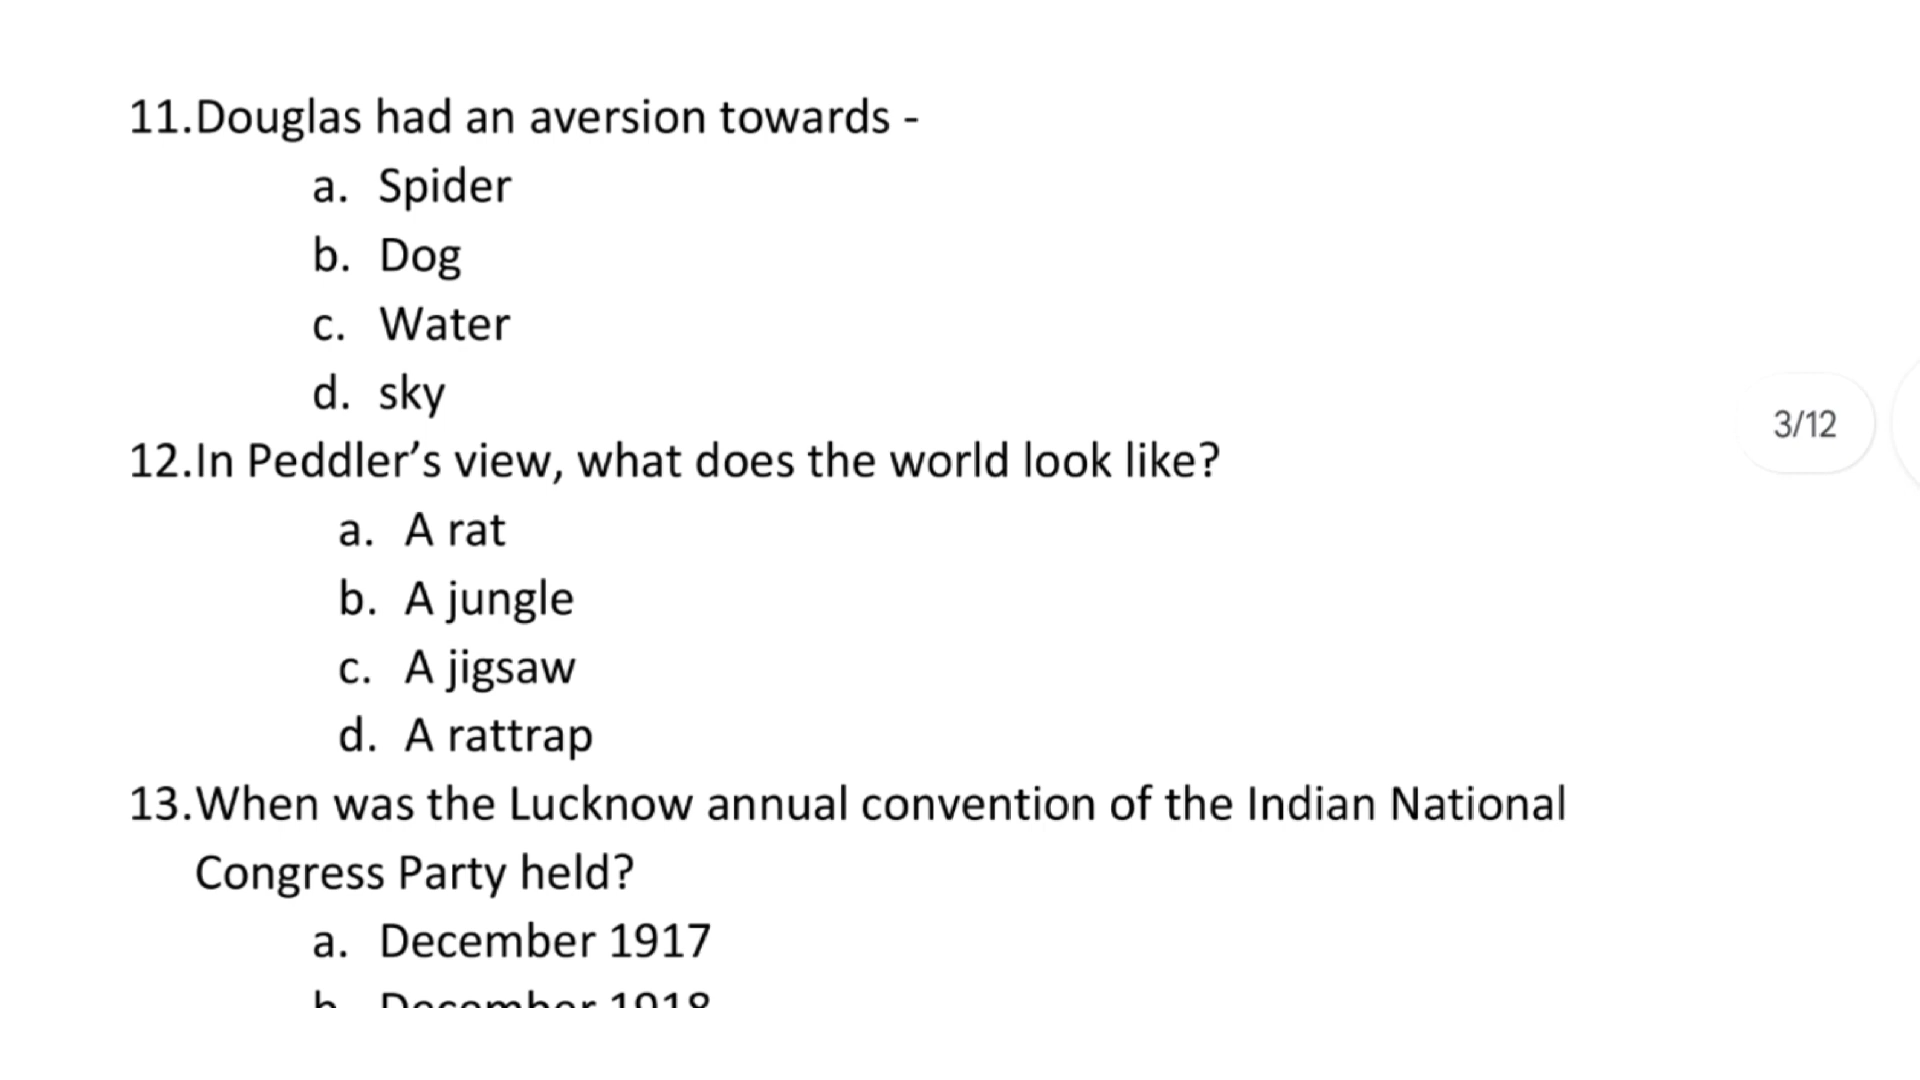 11.Douglas had an aversion towards -
a. Spider
b. Dog
c. Water
d. sky
3/12
12.In Peddler’s view, what does the world look like?
a. A rat
b. A jungle
c. A jigsaw
d. A rattrap
13.When was the Lucknow annual convention of the Indian National
Congress Party held?
a. December 1917
b December